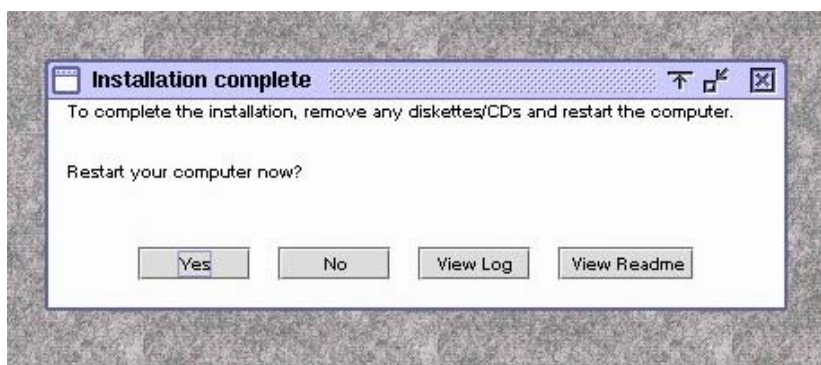 Installation complete
To complete the installation, remove any diskettes/CDs and restart the computer.
Restart your computer now?
Yes No View Log View Readme